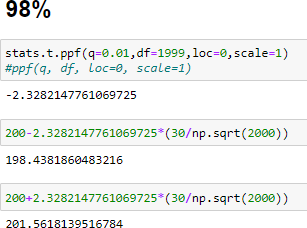 98%
stats.t.ppf(q=0.01,df=1999,loc=0,scale=1)
#ppf(q, df, loc=0, scale=1)
-2.3282147761069725
200-2.3282147761069725*(30/np.sqrt(2000))
198.4381860483216
200+2.3282147761069725*(30/np.sqrt(2000))
201.5618139516784